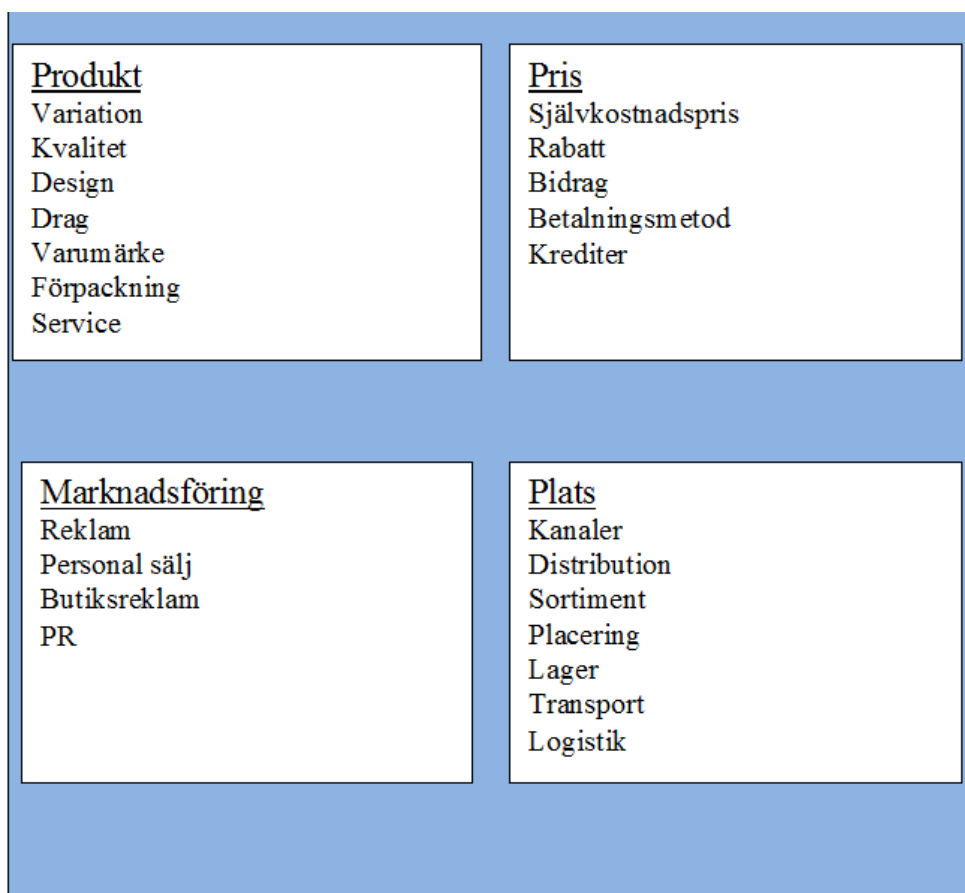 Produkt
Variation
Kvalitet
Design
Drag
Varumärke
Förpackning
Service
Pris
Självkostnadspris
Rabatt
Bidrag
Betalningsmetod
Krediter
Marknadsföring
Reklam
Personal sälj
Butiksreklam
PR
Plats
Kanaler
Distribution
Sortiment
Placering
Lager
Transport
Logistik